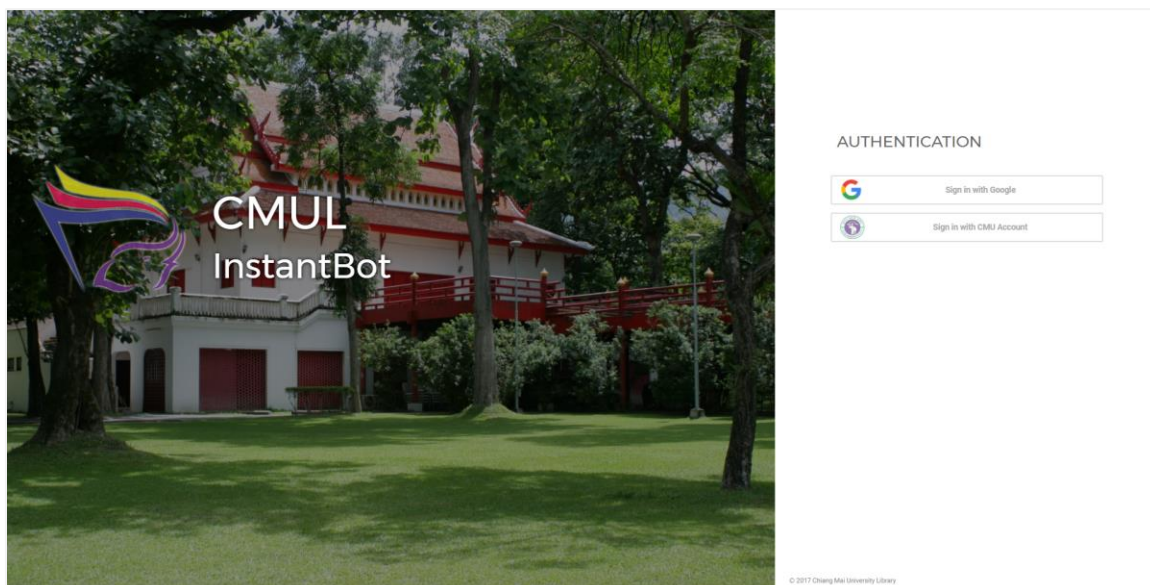 CMUL
InstantBot
AUTHENTICATION
Sign in with Google
Sign in with CMU Account
© 2017 Chiang Mai University Library